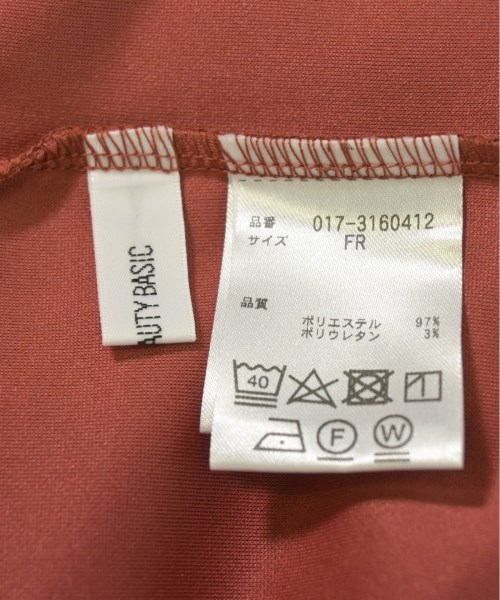 AUTY BASIC
品番 017-3160412
サイズ FR
品質
ポリエステル 97%
ポリウレタン 3%
40
F W